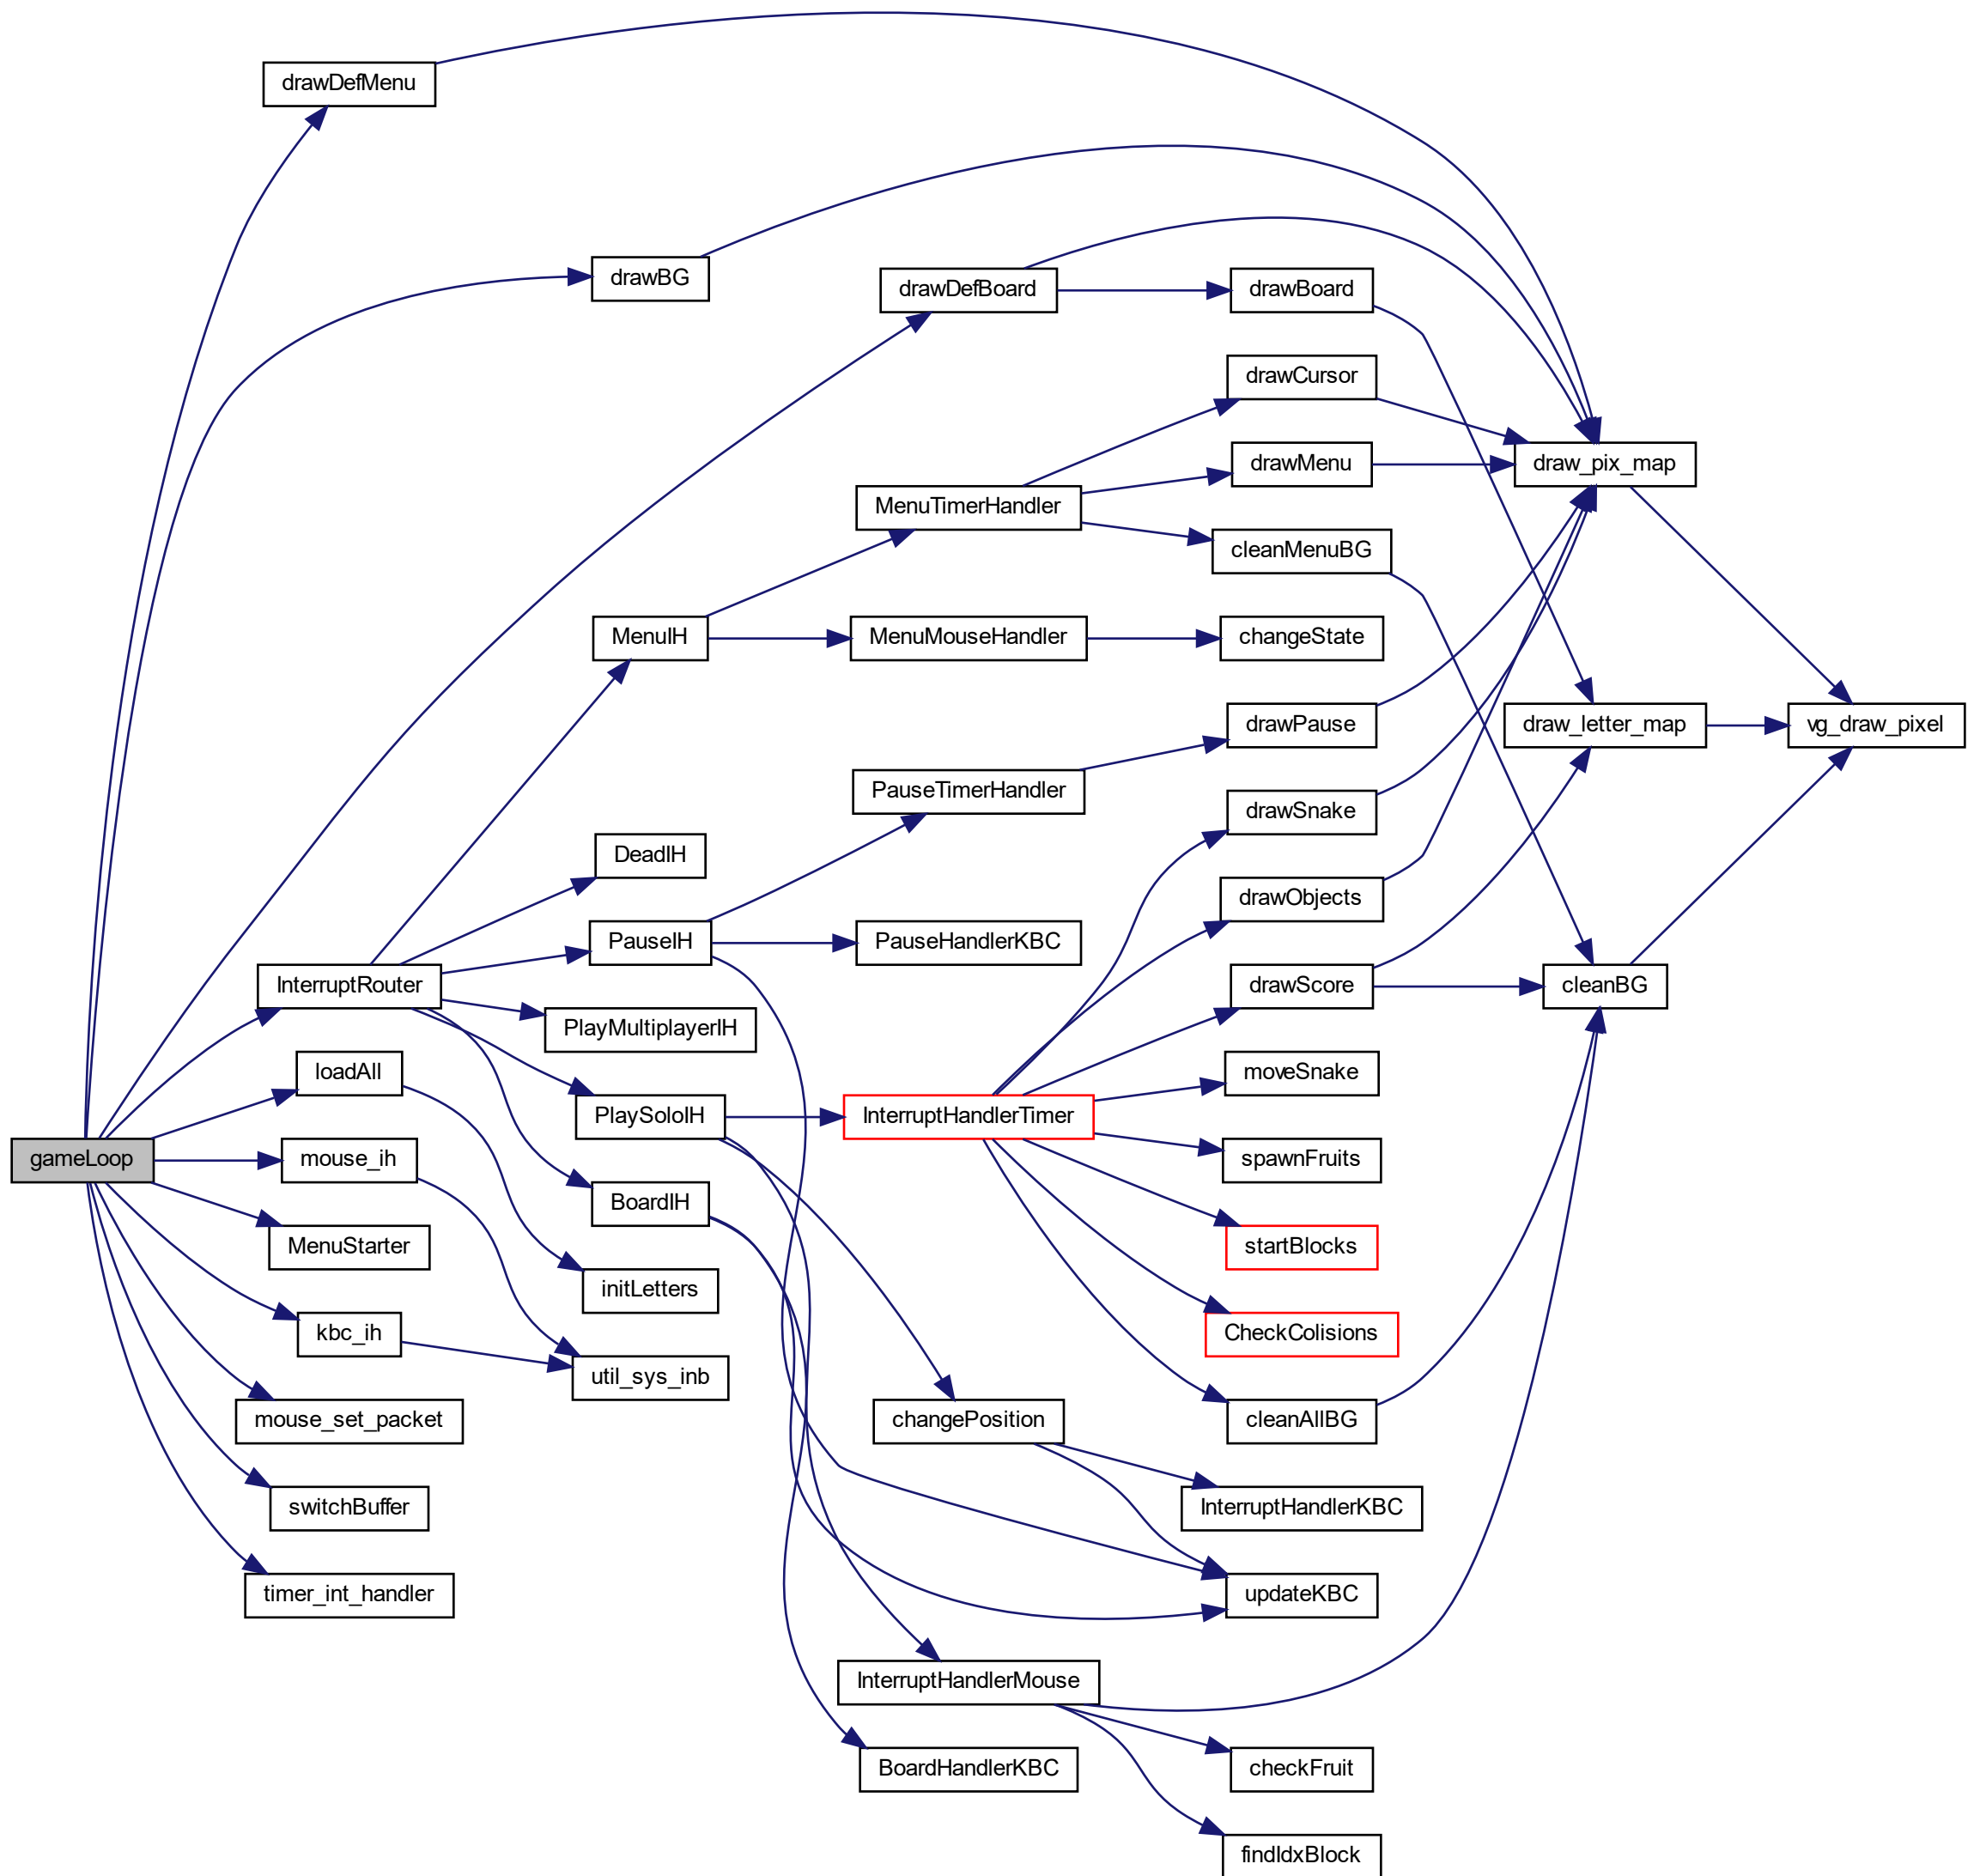 drawDefMenu
drawBG
drawDefBoard
drawBoard
drawCursor
drawMenu
draw_pix_map
MenuTimerHandler
cleanMenuBG
MenuIH
MenuMouseHandler
changeState
drawPause
draw_letter_map
vg_draw_pixel
PauseTimerHandler
drawSnake
DeadIH
drawObjects
PauseIH
PauseHandlerKBC
InterruptRouter
drawScore
cleanBG
PlayMultiplayerIH
loadAll
moveSnake
PlaySoloIH
InterruptHandlerTimer
gameLoop
mouse_ih
spawnFruits
BoardIH
MenuStarter
startBlocks
initLetters
kbc_ih
CheckColisions
util_sys_inb
mouse_set_packet
changePosition
cleanAllBG
switchBuffer
InterruptHandlerKBC
timer_int_handler
updateKBC
InterruptHandlerMouse
BoardHandlerKBC
checkFruit
findIdxBlock